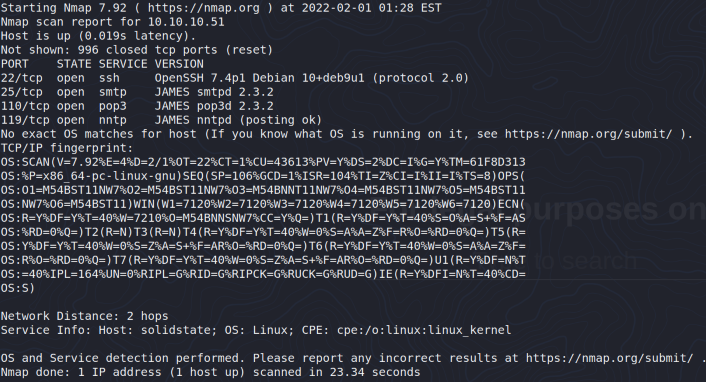 Starting Nmap 7.92 ( https://nmap.org ) at 2022-02-01 01:28 EST
Nmap scan report for 10.10.10.51
Host is up (0.019s latency).
Not shown: 996 closed tcp ports (reset)
PORT    STATE SERVICE VERSION
22/tcp  open  ssh     OpenSSH 7.4p1 Debian 10+deb9u1 (protocol 2.0)
25/tcp  open  smtp    JAMES smtpd 2.3.2
110/tcp open  pop3    JAMES pop3d 2.3.2
119/tcp open  nntp    JAMES nntpd (posting ok)
No exact OS matches for host (If you know what OS is running on it, see https://nmap.org/submit/ ).
TCP/IP fingerprint:
OS:SCAN(V=7.92%E=4%D=2/1%OT=22%CT=1%CU=43613%PV=Y%DS=2%DC=I%G=Y%TM=61F8D313
OS:%P=x86_64-pc-linux-gnu)SEQ(SP=106%GCD=1%ISR=104%TI=Z%CI=I%II=I%TS=8)OPS(
OS:O1=M54BST11NW7%O2=M54BST11NW7%O3=M54BNNT11NW7%O4=M54BST11NW7%O5=M54BST11
OS:NW7%O6=M54BST11)WIN(W1=7120%W2=7120%W3=7120%W4=7120%W5=7120%W6=7120)ECN(
OS:R=Y%DF=Y%T=40%W=7210%O=M54BNNSNW7%CC=Y%Q=)T1(R=Y%DF=Y%T=40%S=O%A=S+%F=AS
OS:%RD=0%Q=)T2(R=N)T3(R=N)T4(R=Y%DF=Y%T=40%W=0%S=A%A=Z%F=R%O=%RD=0%Q=)T5(R=
OS:Y%DF=Y%T=40%W=0%S=Z%A=S+%F=AR%O=%RD=0%Q=)T6(R=Y%DF=Y%T=40%W=0%S=A%A=Z%F=
OS:R%O=%RD=0%Q=)T7(R=Y%DF=Y%T=40%W=0%S=Z%A=S+%F=AR%O=%RD=0%Q=)U1(R=Y%DF=N%T
OS:=40%IPL=164%UN=0%RIPL=G%RID=G%RIPCK=G%RUCK=G%RUD=G)IE(R=Y%DFI=N%T=40%CD=
OS:S)
urposes on
to search
Network Distance: 2 hops
Service Info: Host: solidstate; OS: Linux; CPE: cpe:/o:linux:linux_kernel
OS and Service detection performed. Please report any incorrect results at https://nmap.org/submit/ .
Nmap done: 1 IP address (1 host up) scanned in 23.34 seconds